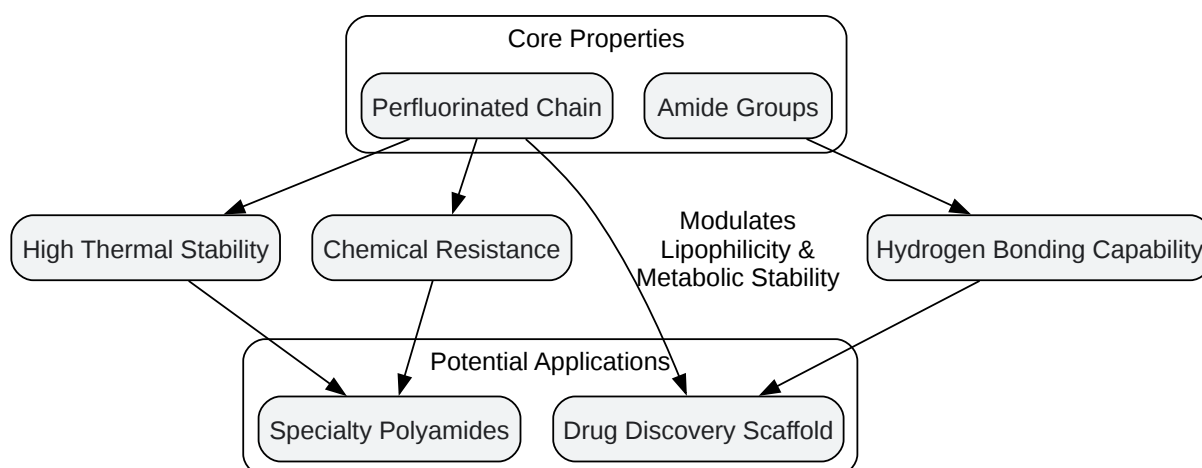 Core Properties
Perfluorinated Chain
Amide Groups
High Thermal Stability
Chemical Resistance
Modulates
Lipophilicity &
Metabolic Stability
Hydrogen Bonding Capability
Potential Applications
Specialty Polyamides
Drug Discovery Scaffold